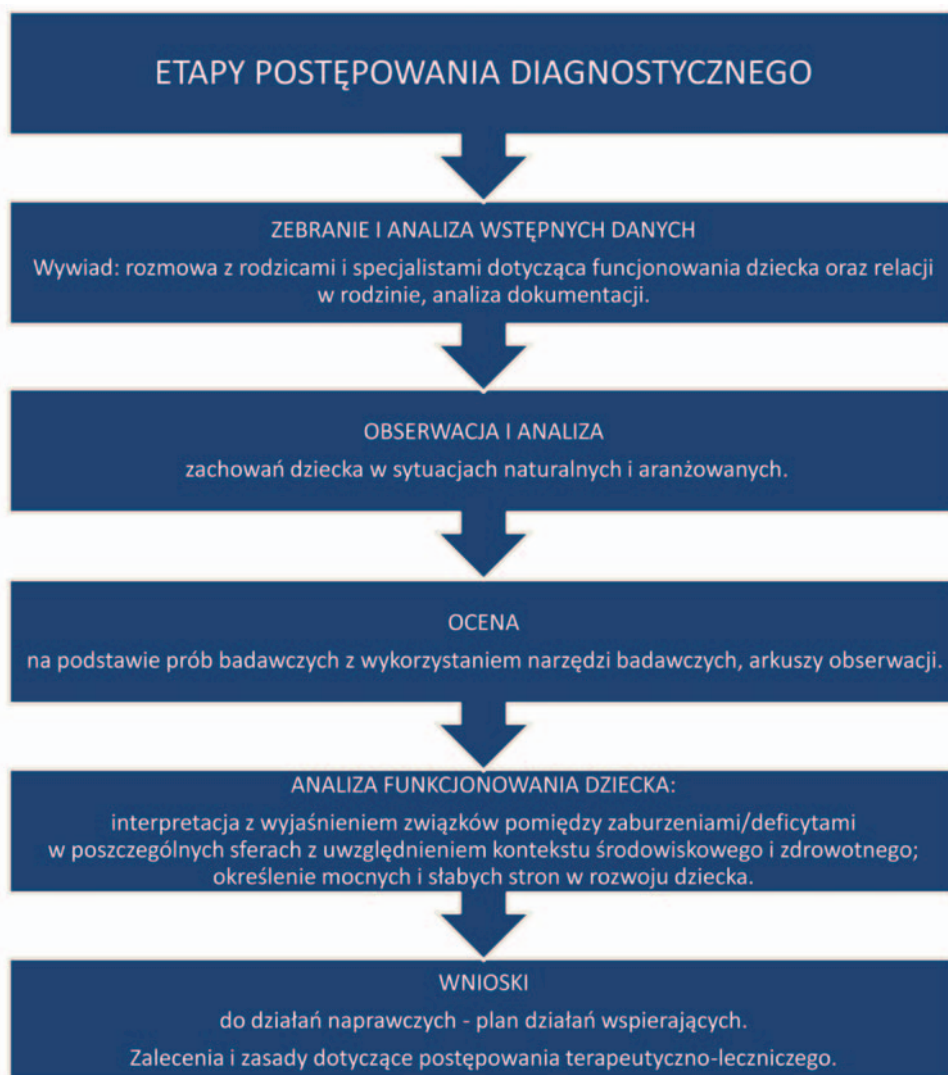 ETAPY POSTĘPOWANIA DIAGNOSTYCZNEGO
ZEBRANIE I ANALIZA WSTĘPNYCH DANYCH
Wywiad: rozmowa z rodzicami i specjalistami dotycząca funcjonowania dziecka oraz relacji
w rodzinie, analiza dokumentacji.
OBSERWACJA I ANALIZA
zachowań dziecka w sytuacjach naturalnych i aranżowanych.
OCENA
na podstawie prób badawczych z wykorzystaniem narzędzi badawczych, arkuszy obserwacji.
ANALIZA FUNKCJONOWANIA DZIECKA:
interpretacja z wyjaśnieniem związków pomiędzy zaburzeniami/deficytami
w poszczególnych sferach z uwzględnieniem kontekstu środowiskowego i zdrowotnego;
określenie mocnych i słabych stron w rozwoju dziecka.
WNIOSKI
do działań naprawczych - plan działań wspierających.
Zalecenia i zasady dotyczące postępowania terapeutyczno-leczniczego.